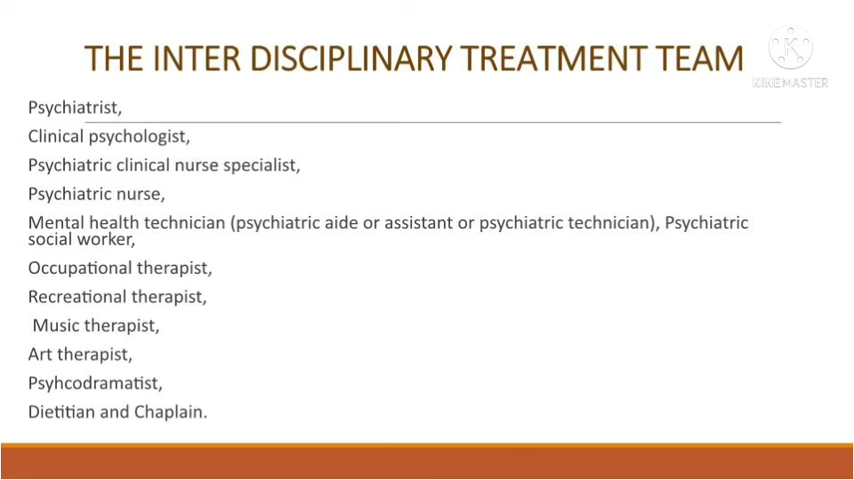 THE INTER DISCIPLINARY TREATMENT TEAM
KINEMASTER
Psychiatrist,
Clinical psychologist,
Psychiatric clinical nurse specialist,
Psychiatric nurse,
Mental health technician (psychiatric aide or assistant or psychiatric technician), Psychiatric
social worker,
Occupational therapist,
Recreational therapist,
Music therapist,
Art therapist,
Psyhcodramatist,
Dietitian and Chaplain.